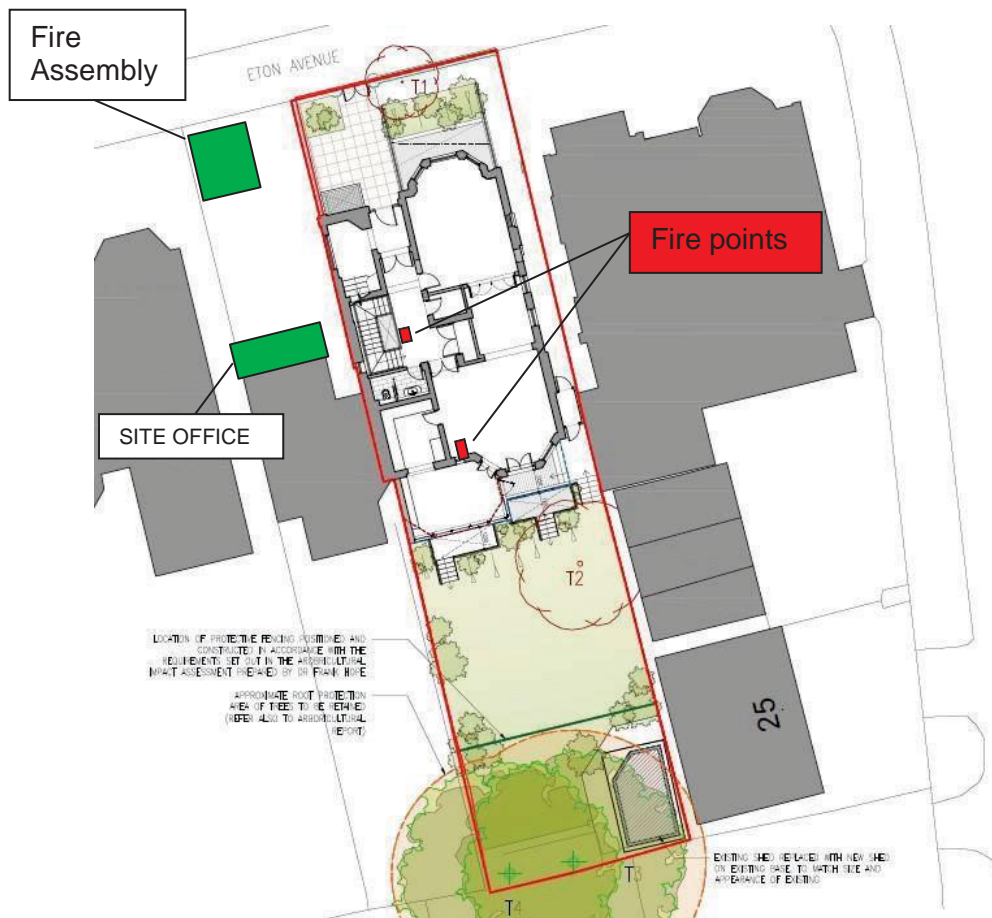 Fire
Assembly
ETON AVENUE
T1
Fire points
SITE OFFICE
T2
LOCATION OF PROTECTIVE FENCING POSITIONED AND
CONSTRUCTED IN ACCORDANCE WITH THE
REQUIREMENTS SET OUT IN THE ARDBRICULTURAL
IMPACT ASSESSMENT PREPARED BY DR FRANK HOPE
APPROXIMATE ROOT PROTECTION
AREA OF TREES TO BE RETAINED
(REFER ALSO TO ARBORICULTURAL
REPORT)
25
EXISTING SHED REPLACED WITH NEW SHED
ON EXISTING BASE, TO MATCH SIZE AND
APPEARANCE OF EXISTING
T3
T4